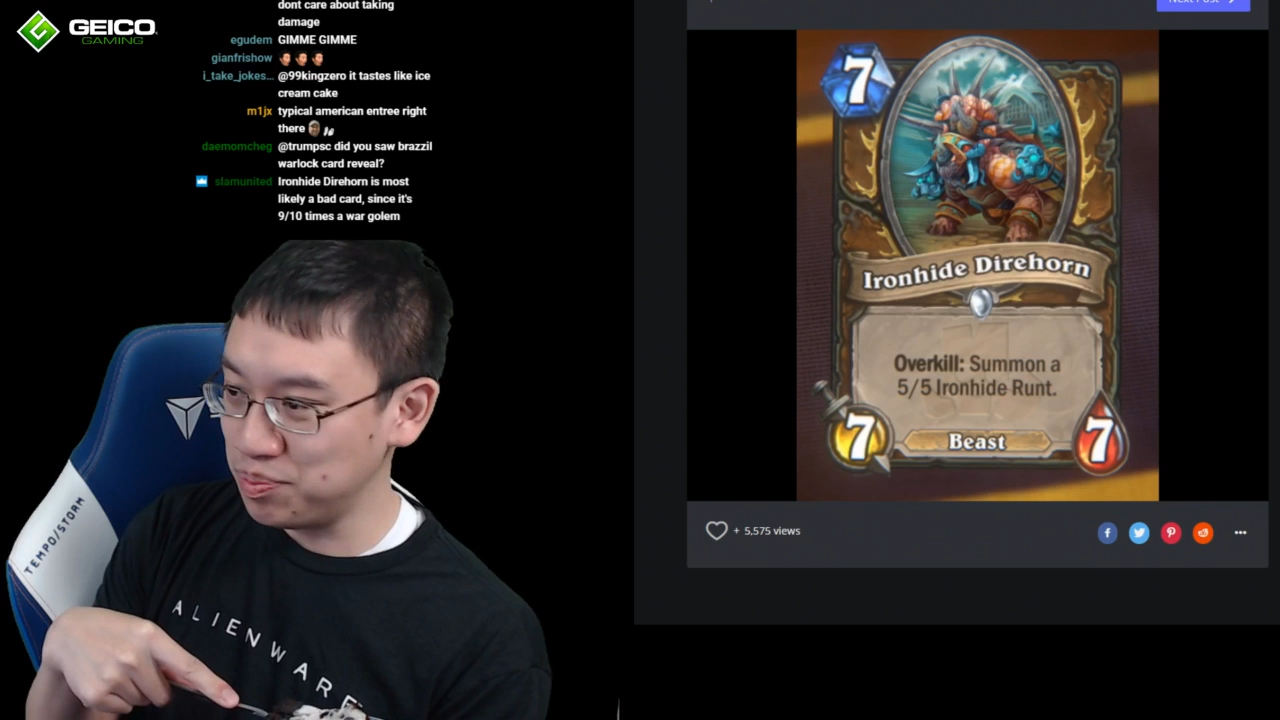 GEICO
GAMING
dont care about taking
damage
egudem GIMME GIMME
gianfrishow
i_take_jokes... @99kingzero it tastes like ice
cream cake
m1jx typical american entree right
there
daemomcheg @trumpsc did you saw brazzil
warlock card reveal?
slamunited Ironhide Direhorn is most
likely a bad card, since it's
9/10 times a war golem
TEMPO/STORM
ALIENWARE
Next Post
7
Ironhide Direhorn
Overkill: Summon a
5/5 Ironhide Runt.
7 Beast 7
+ 5,575 views